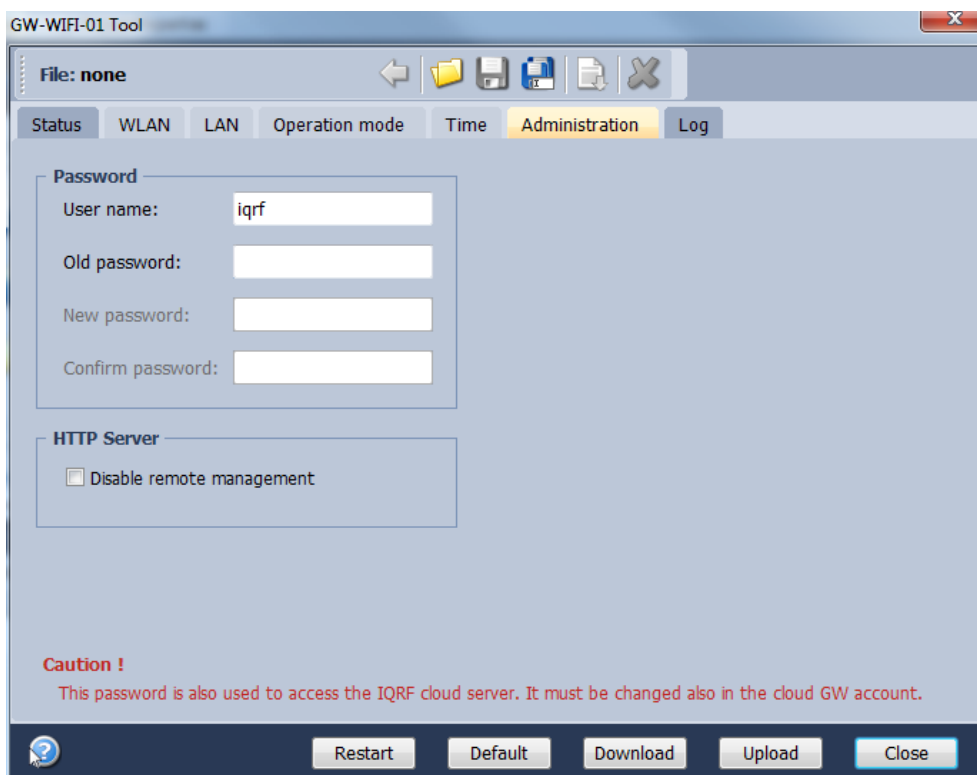 GW-WIFI-01 Tool
File: none
Status WLAN LAN Operation mode Time Administration Log
Password
User name: iqrf
Old password:
New password:
Confirm password:
HTTP Server
Disable remote management
Caution !
This password is also used to access the IQRF cloud server. It must be changed also in the cloud GW account.
Restart Default Download Upload Close